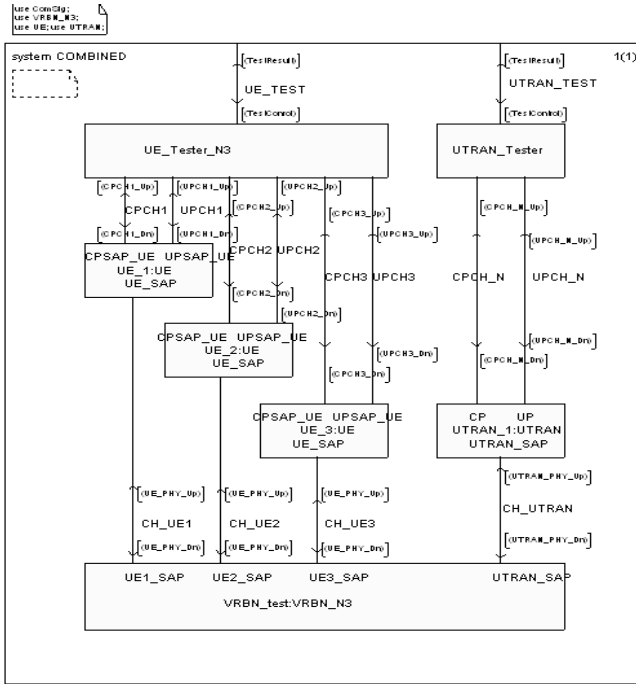 use ComSig;
use VRBN_N3;
use UE;use UTRAN;
system COMBINED
1(1)
[(TestResult)]
[(TestResult)]
UE_TEST
UTRAN_TEST
[(TestControl)]
[(TestControl)]
UE_Tester_N3
UTRAN_Tester
[(CPCH1_Up)]
[(UPCH1_Up)]
[(UPCH2_Up)]
CPCH1
UPCH1
[(CPCH2_Up)]
[(CPCH3_Up)]
[(CPCH_N_Up)]
[(CPCH1_Dn)]
[(UPCH3_Up)]
[(UPCH_N_Up)]
CPSAP_UE UPSAP_UE
UE_1:UE
UE_SAP
CPCH2
UPCH2
CPCH3
UPCH3
CPCH_N
UPCH_N
[(CPCH2_Dn)]
[(UPCH2_Dn)]
CPSAP_UE UPSAP_UE
UE_2:UE
UE_SAP
[(UPCH3_Dn)]
[(UPCH_N_Dn)]
[(CPCH_N_Dn)]
[(CPCH3_Dn)]
CPSAP_UE UPSAP_UE
UE_3:UE
UE_SAP
CP UP
UTRAN_1:UTRAN
UTRAN_SAP
[(UE_PHY_Up)]
[(UE_PHY_Up)]
[(UE_PHY_Up)]
[(UTRAN_PHY_Up)]
CH_UE1
CH_UE2
CH_UE3
CH_UTRAN
[(UE_PHY_Dn)]
[(UE_PHY_Dn)]
[(UE_PHY_Dn)]
[(UTRAN_PHY_Dn)]
UE1_SAP
UE2_SAP
UE3_SAP
UTRAN_SAP
VRBN_test:VRBN_N3